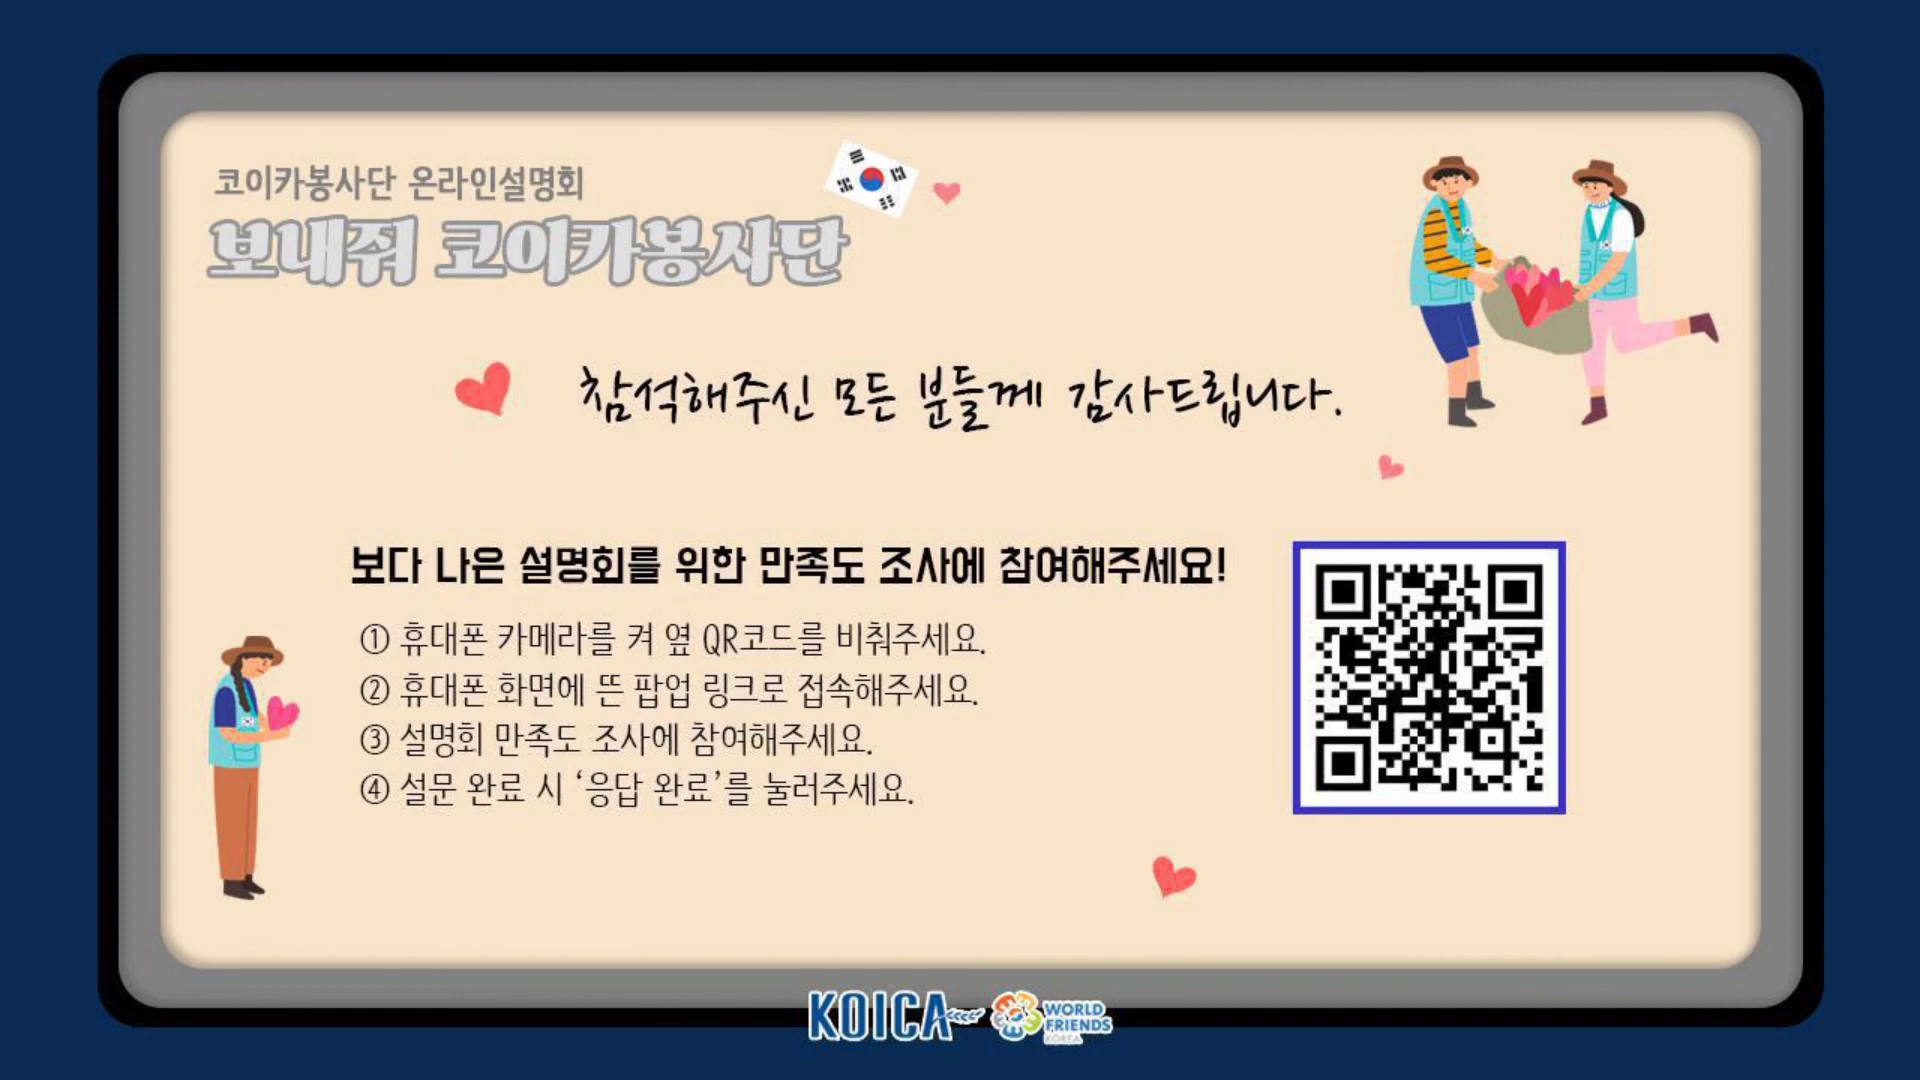 코이카봉사단 온라인설명회
보내줘 코이카봉사단
참석해주신 모든 분들께 감사드립니다.
보다 나은 설명회를 위한 만족도 조사에 참여해주세요!
① 휴대폰 카메라를 켜 옆 QR코드를 비춰주세요.
② 휴대폰 화면에 뜬 팝업 링크로 접속해주세요.
③ 설명회 만족도 조사에 참여해주세요.
④ 설문 완료 시 ‘응답 완료’를 눌러주세요.
KOICA
WORLD
FRIENDS
KOREA